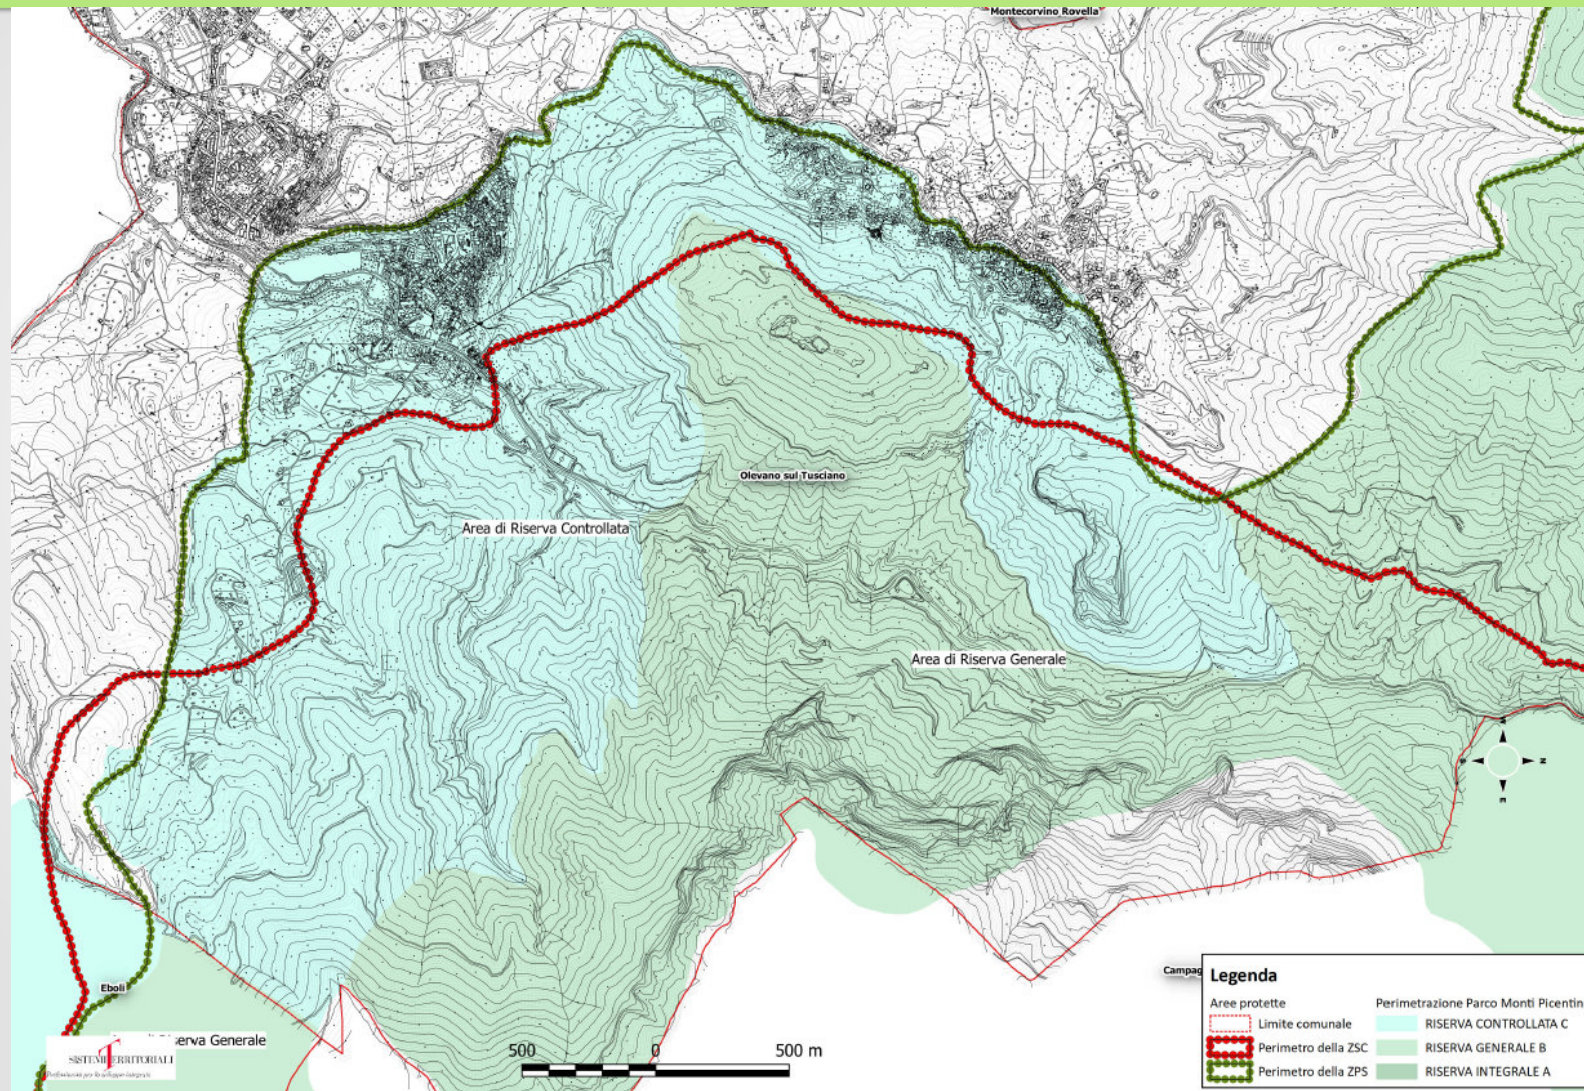 Montecorvino Rovella
Olevano sul Tusciano
Area di Riserva Controllata
Area di Riserva Generale
Eboli
Riserva Generale
SISTEMI TERRITORIALI
500 0 500 m
Campag
Legenda
Aree protette
Limite comunale
Perimetro della ZSC
Perimetro della ZPS
Perimetrazione Parco Monti Picentin
RISERVA CONTROLLATA C
RISERVA GENERALE B
RISERVA INTEGRALE A